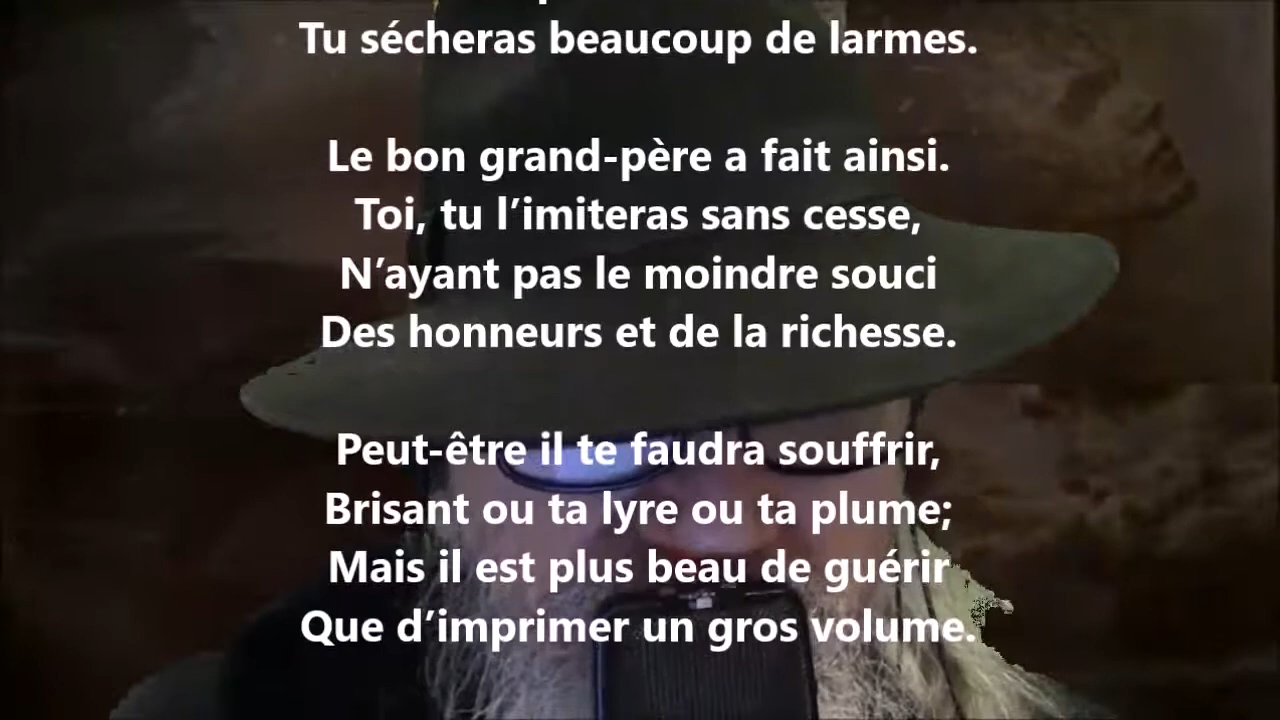 Tu sécheras beaucoup de larmes.
Le bon grand-père a fait ainsi.
Toi, tu l’imiteras sans cesse,
N’ayant pas le moindre souci
Des honneurs et de la richesse.
Peut-être il te faudra souffrir,
Brisant ou ta lyre ou ta plume;
Mais il est plus beau de guérir
Que d’imprimer un gros volume.